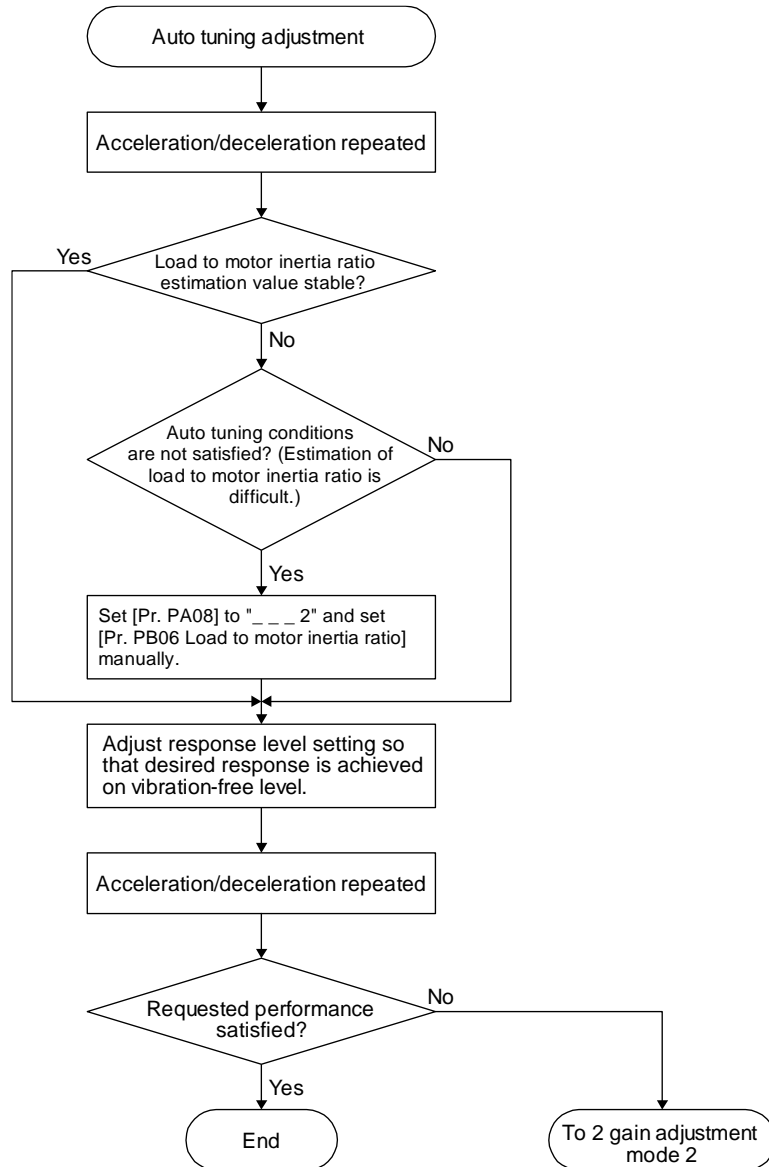 Auto tuning adjustment
Acceleration/deceleration repeated
Yes
Load to motor inertia ratio
estimation value stable?
No
Auto tuning conditions
are not satisfied? (Estimation of
load to motor inertia ratio is
difficult.)
No
Yes
Set [Pr. PA08] to "_ _ _ 2" and set
[Pr. PB06 Load to motor inertia ratio]
manually.
Adjust response level setting so
that desired response is achieved
on vibration-free level.
Acceleration/deceleration repeated
Requested performance
satisfied?
No
Yes
End
To 2 gain adjustment
mode 2